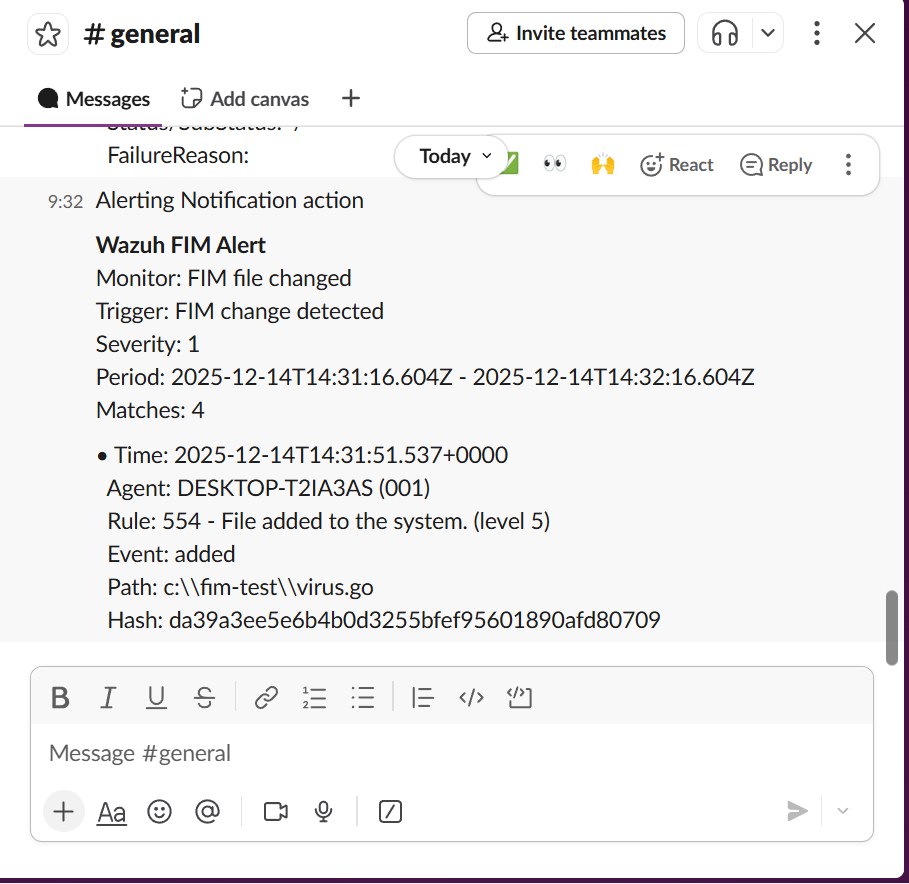 # general
Invite teammates
Messages
Add canvas
Status/SubStatus: /
FailureReason:
Today
React
Reply
9:32 Alerting Notification action
Wazuh FIM Alert
Monitor: FIM file changed
Trigger: FIM change detected
Severity: 1
Period: 2025-12-14T14:31:16.604Z - 2025-12-14T14:32:16.604Z
Matches: 4
• Time: 2025-12-14T14:31:51.537+0000
Agent: DESKTOP-T2IA3AS (001)
Rule: 554 - File added to the system. (level 5)
Event: added
Path: c:\\fim-test\\virus.go
Hash: da39a3ee5e6b4b0d3255bfef95601890afd80709
B I U S
Message #general
Aa